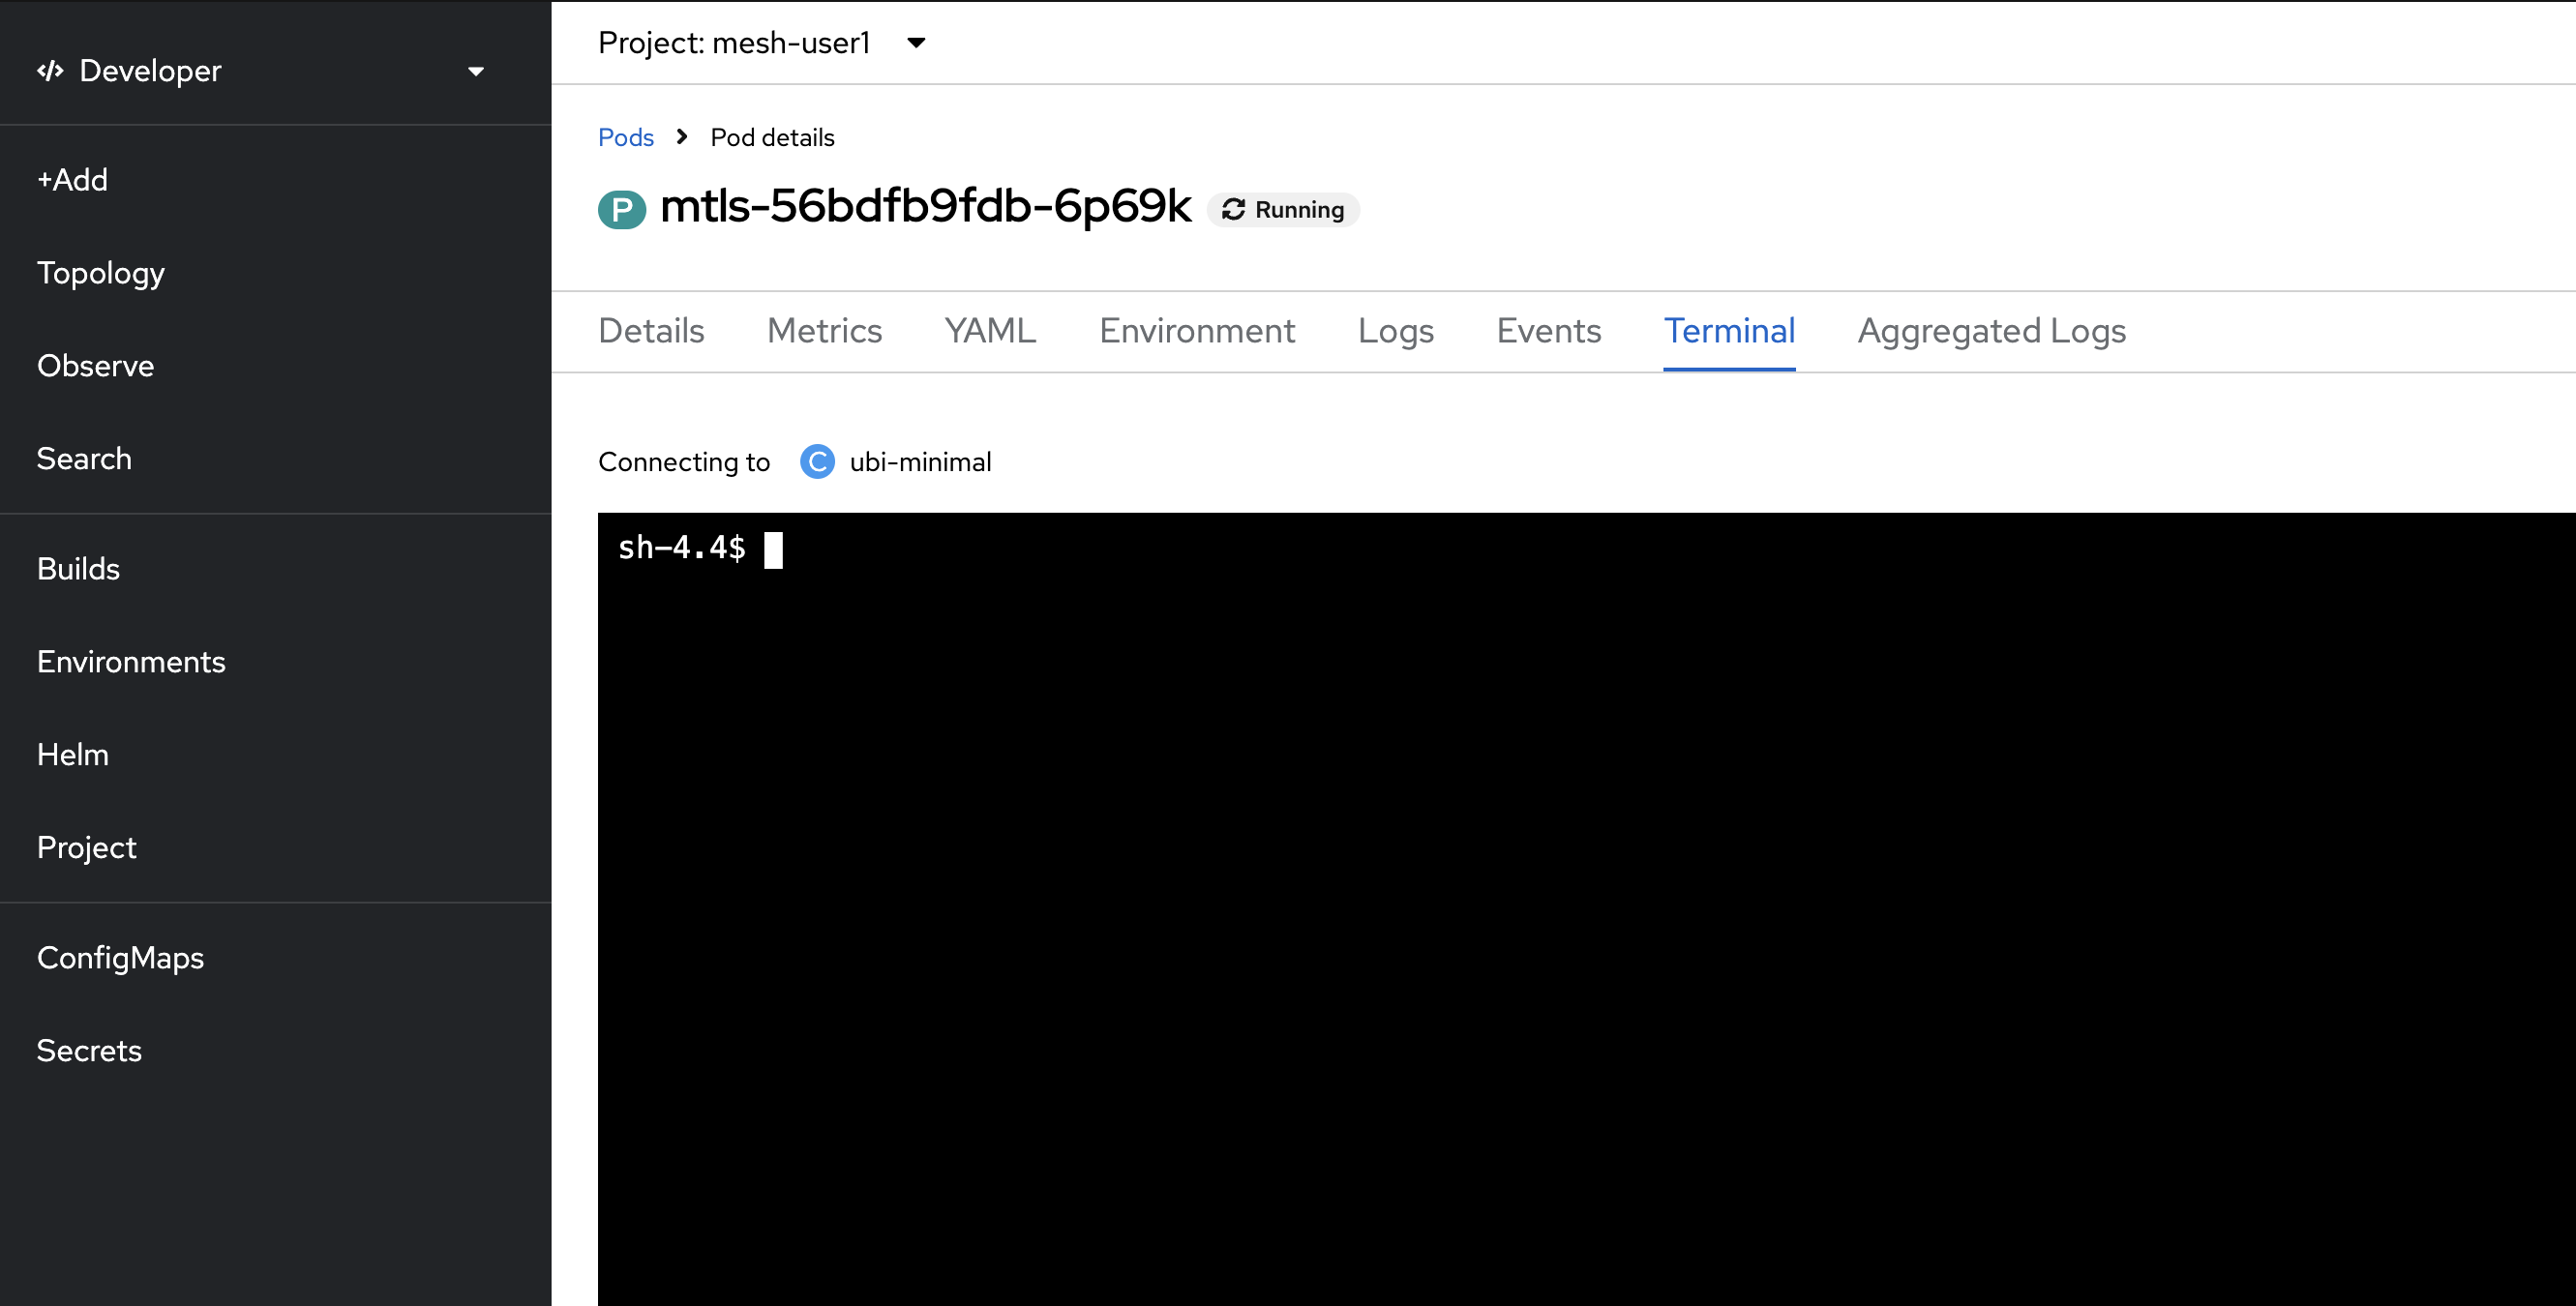 Developer
+Add
Topology
Observe
Search
Builds
Environments
Helm
Project
ConfigMaps
Secrets
Project: mesh-user1
Pods Pod details
P mtls-56bdfb9fdb-6p69k Running
Details Metrics YAML Environment Logs Events Terminal Aggregated Logs
Connecting to C ubi-minimal
sh-4.4$